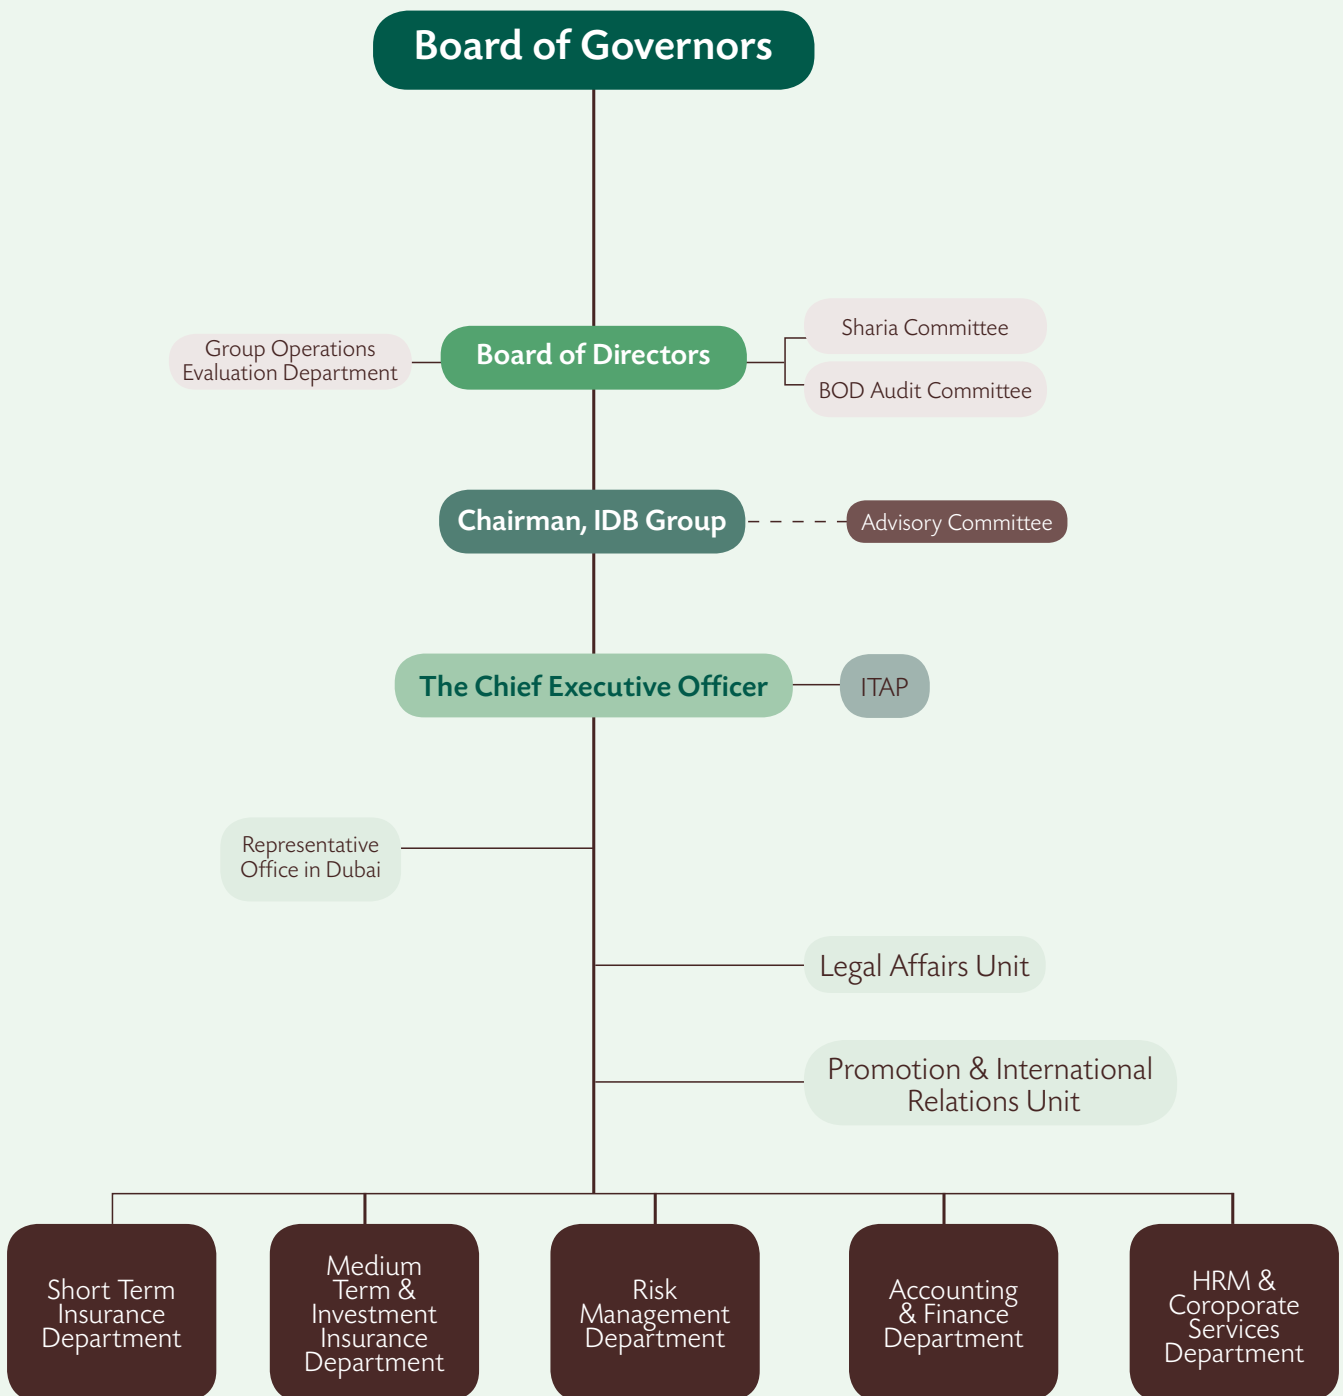 Board of Governors
Group Operations
Evaluation Department
Board of Directors
Sharia Committee
BOD Audit Committee
Chairman, IDB Group
Advisory Committee
The Chief Executive Officer
ITAP
Representative
Office in Dubai
Legal Affairs Unit
Promotion & International
Relations Unit
Short Term
Insurance
Department
Medium
Term &
Investment
Insurance
Department
Risk
Management
Department
Accounting
& Finance
Department
HRM &
Coroporate
Services
Department